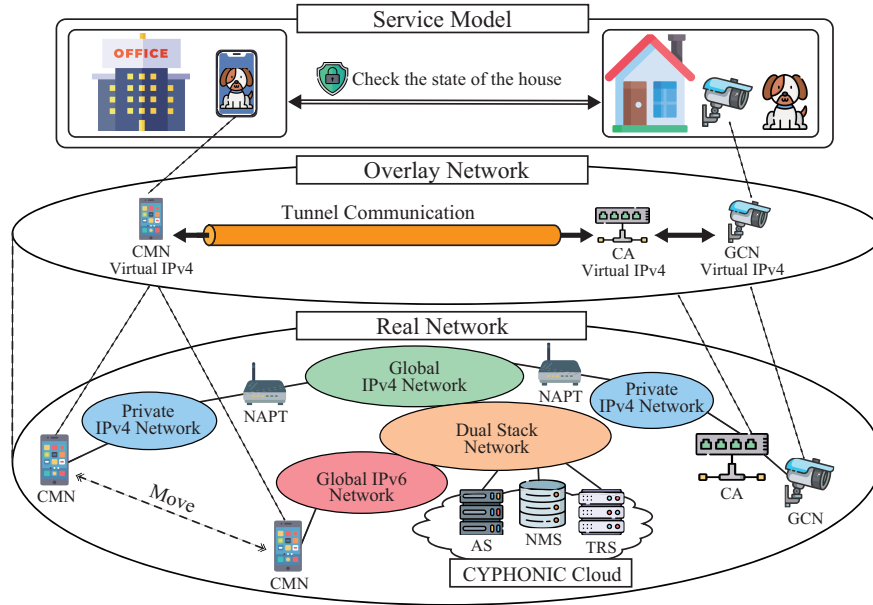 Service Model
OFFICE
Check the state of the house
Overlay Network
Tunnel Communication
CMN
Virtual IPv4
CA
Virtual IPv4
GCN
Virtual IPv4
Real Network
Global
IPv4 Network
NAPT
NAPT
Private
IPv4 Network
Private
IPv4 Network
Dual Stack
Network
CMN
Move
Global IPv6
Network
CA
GCN
CMN
AS
NMS
TRS
CYPHONIC Cloud